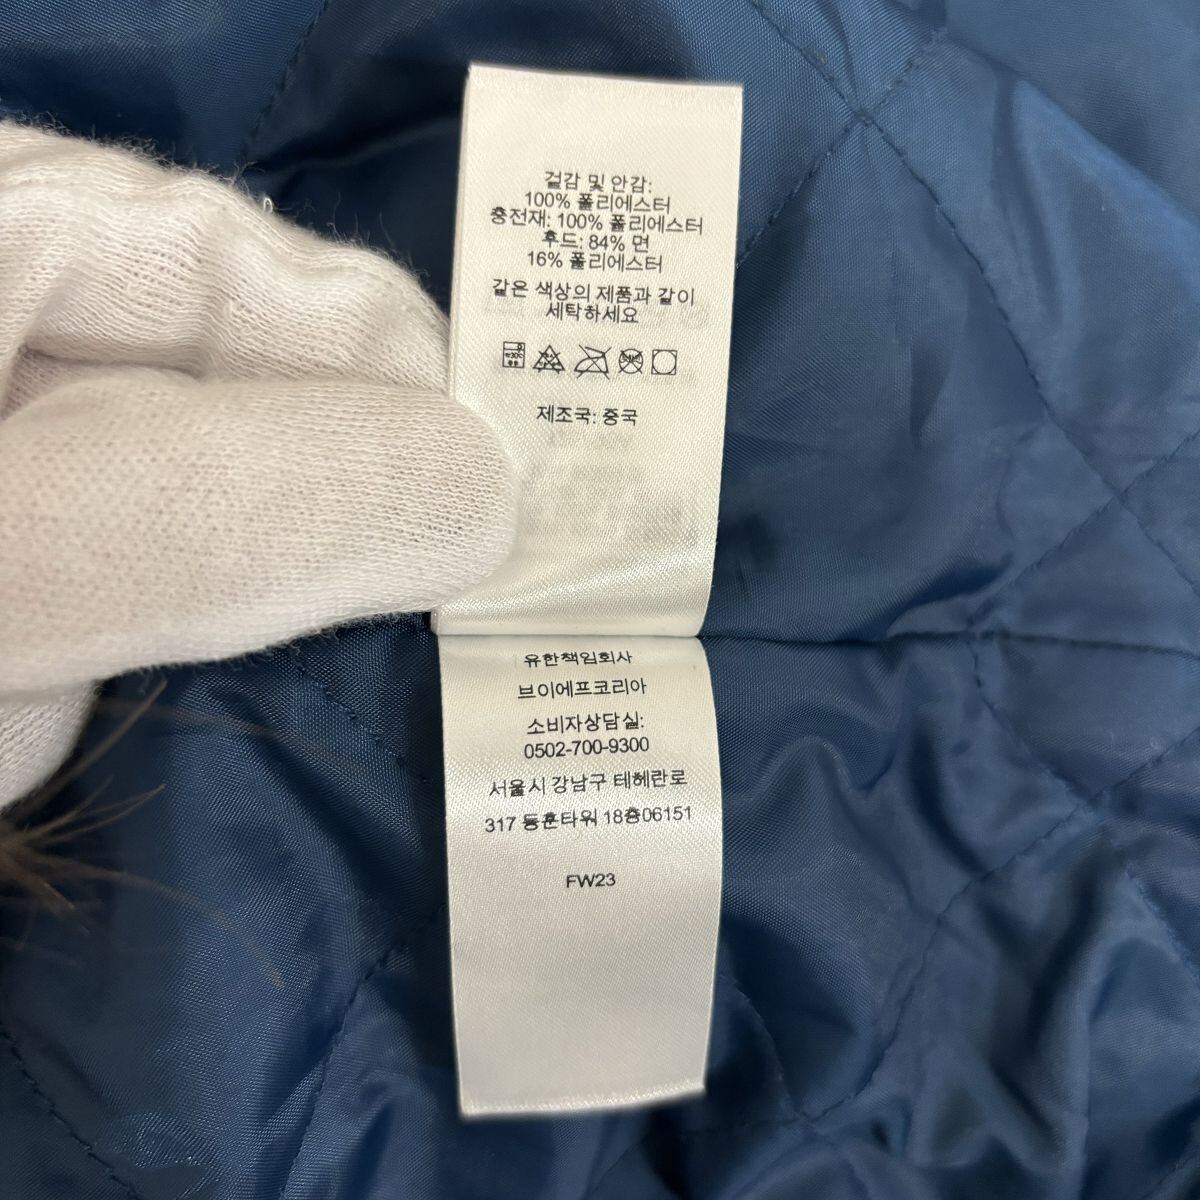 겉감 및 안감:
100% 폴리에스터
충전재: 100% 폴리에스터
후드: 84% 면
16% 폴리에스터
같은 색상의 제품과 같이
세탁하세요
제조국: 중국
유한책임회사
브이에프코리아
소비자상담실:
0502-700-9300
서울시 강남구 테헤란로
317 동훈타워 18층06151
FW23